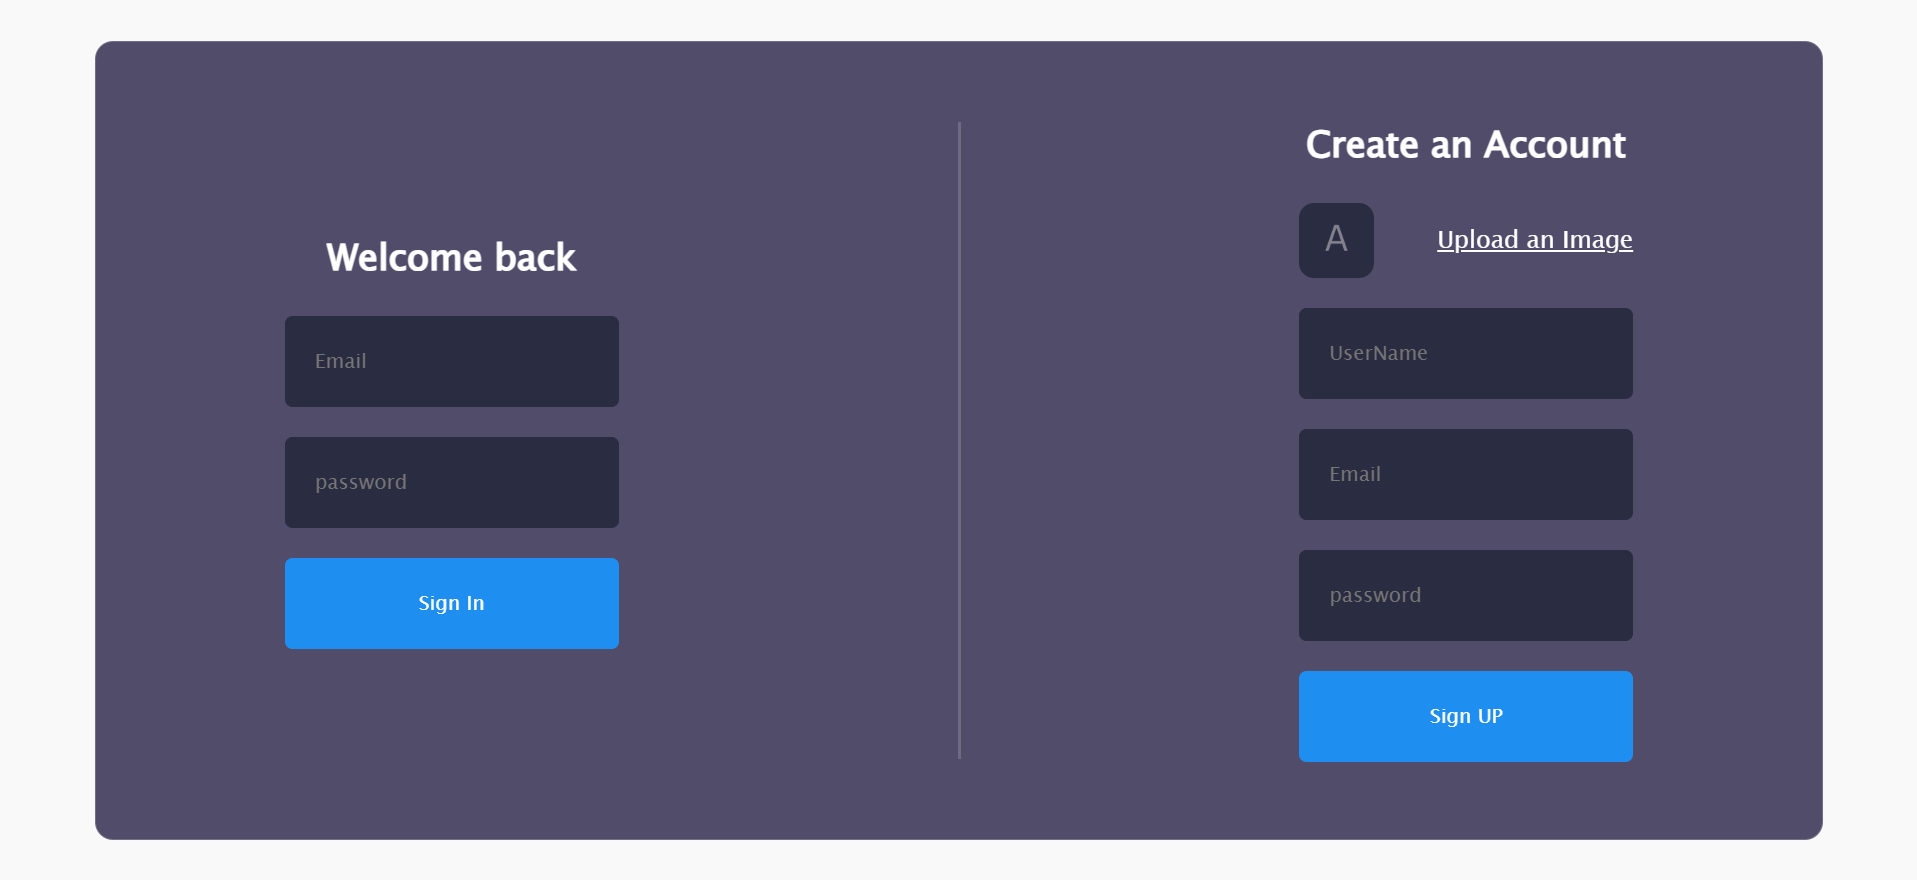 Welcome back
Email
password
Sign In
Create an Account
A
Upload an Image
UserName
Email
password
Sign UP